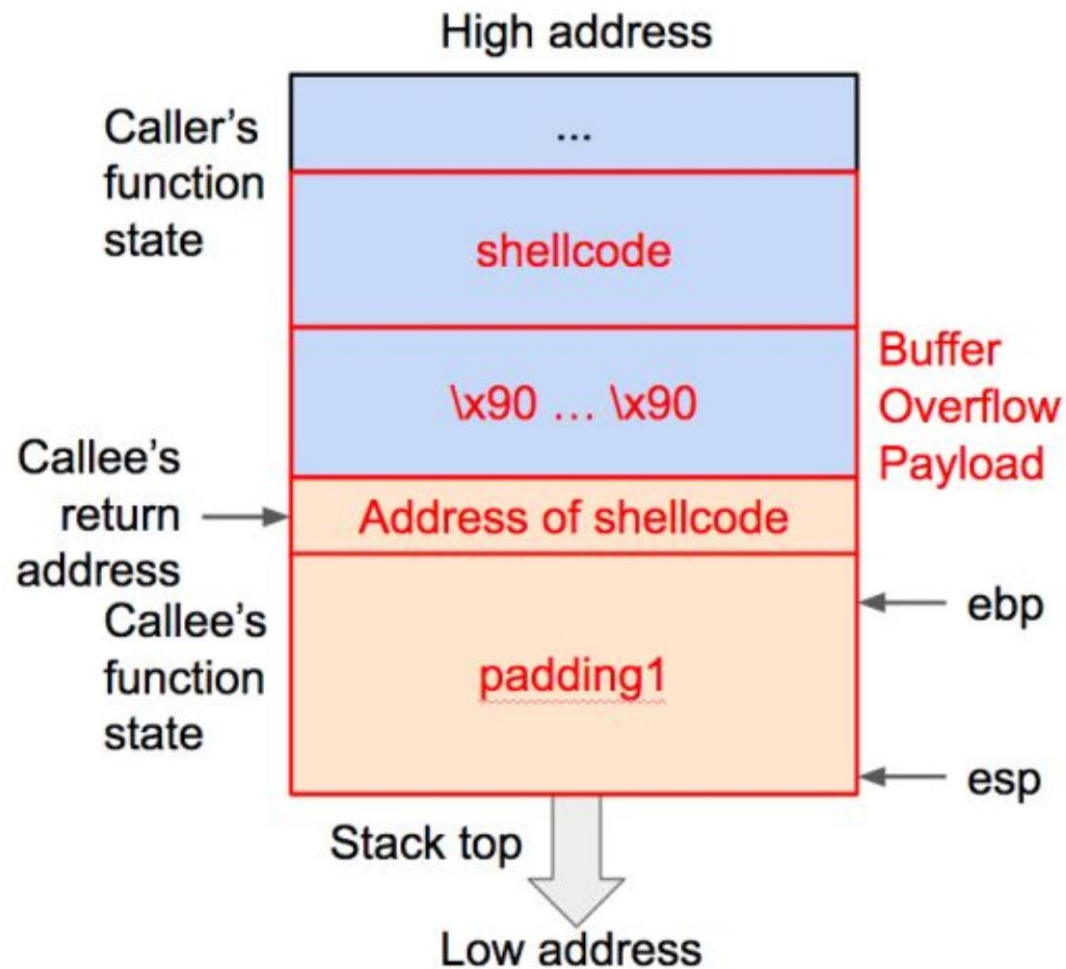 High address
Caller’s
function
state
...
shellcode
\x90 … \x90
Buffer
Overflow
Payload
Callee’s
return
address
Address of shellcode
Callee’s
function
state
padding1
ebp
esp
Stack top
Low address